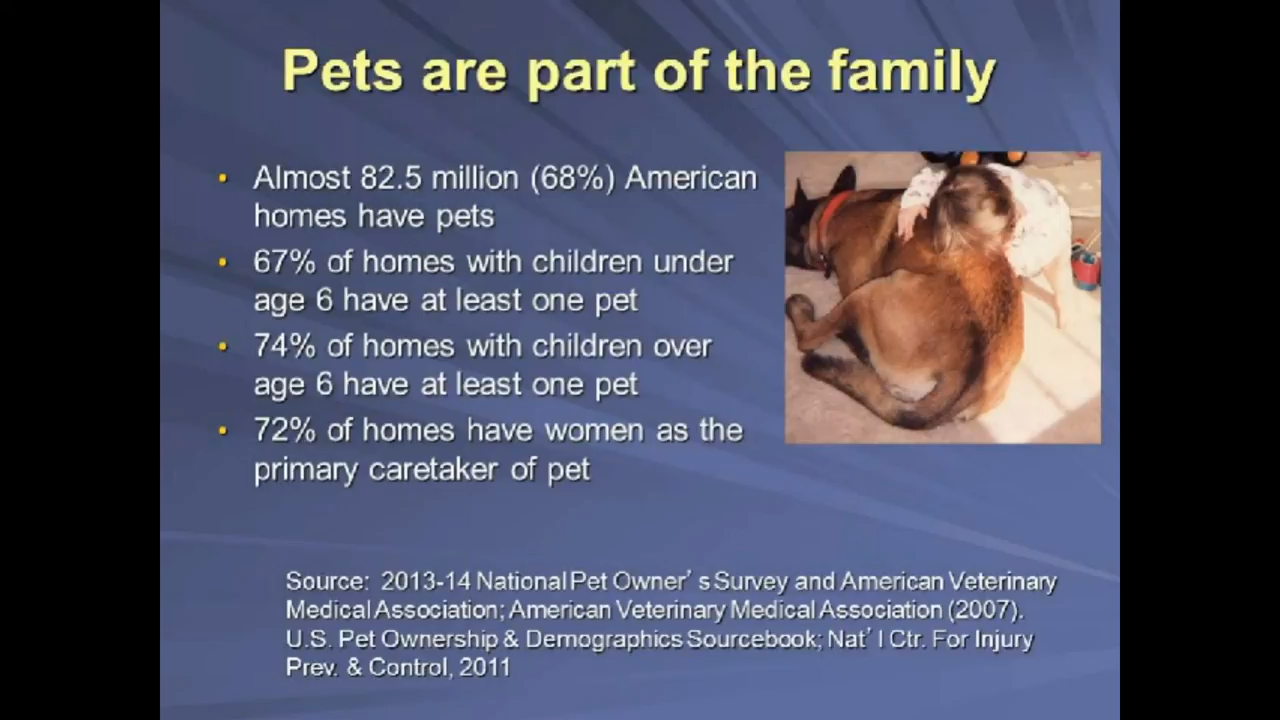 Pets are part of the family
• Almost 82.5 million (68%) American
homes have pets
• 67% of homes with children under
age 6 have at least one pet
• 74% of homes with children over
age 6 have at least one pet
• 72% of homes have women as the
primary caretaker of pet
Source: 2013-14 National Pet Owner’s Survey and American Veterinary
Medical Association; American Veterinary Medical Association (2007).
U.S. Pet Ownership & Demographics Sourcebook; Nat’l Ctr. For Injury
Prev. & Control, 2011